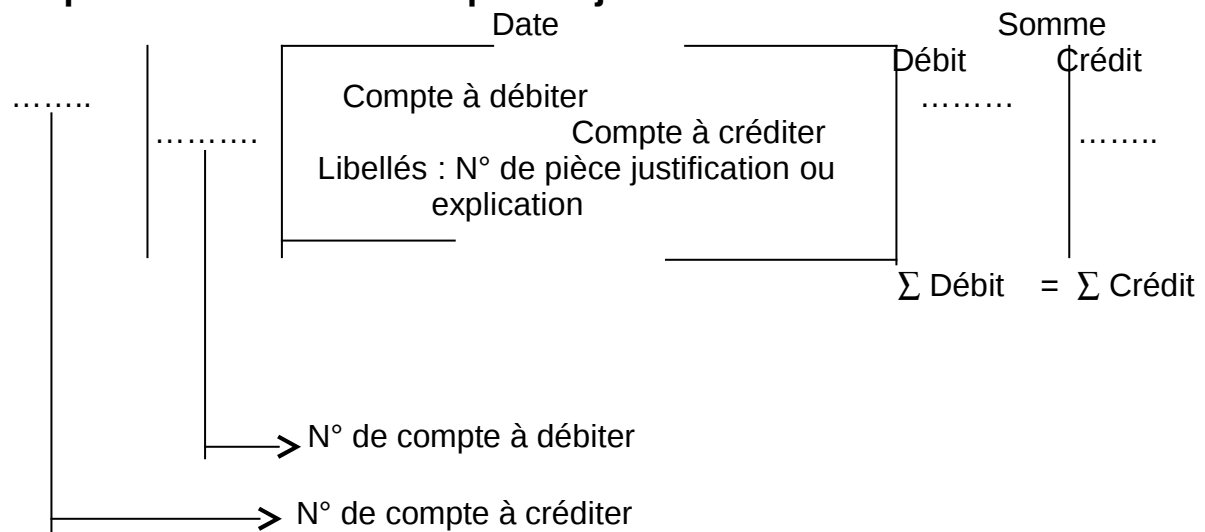 Date Somme
Débit Crédit
…….. Compte à débiter ………
………. Compte à créditer ……..
Libellés : N° de pièce justification ou
explication
∑ Débit = ∑ Crédit
N° de compte à débiter
N° de compte à créditer